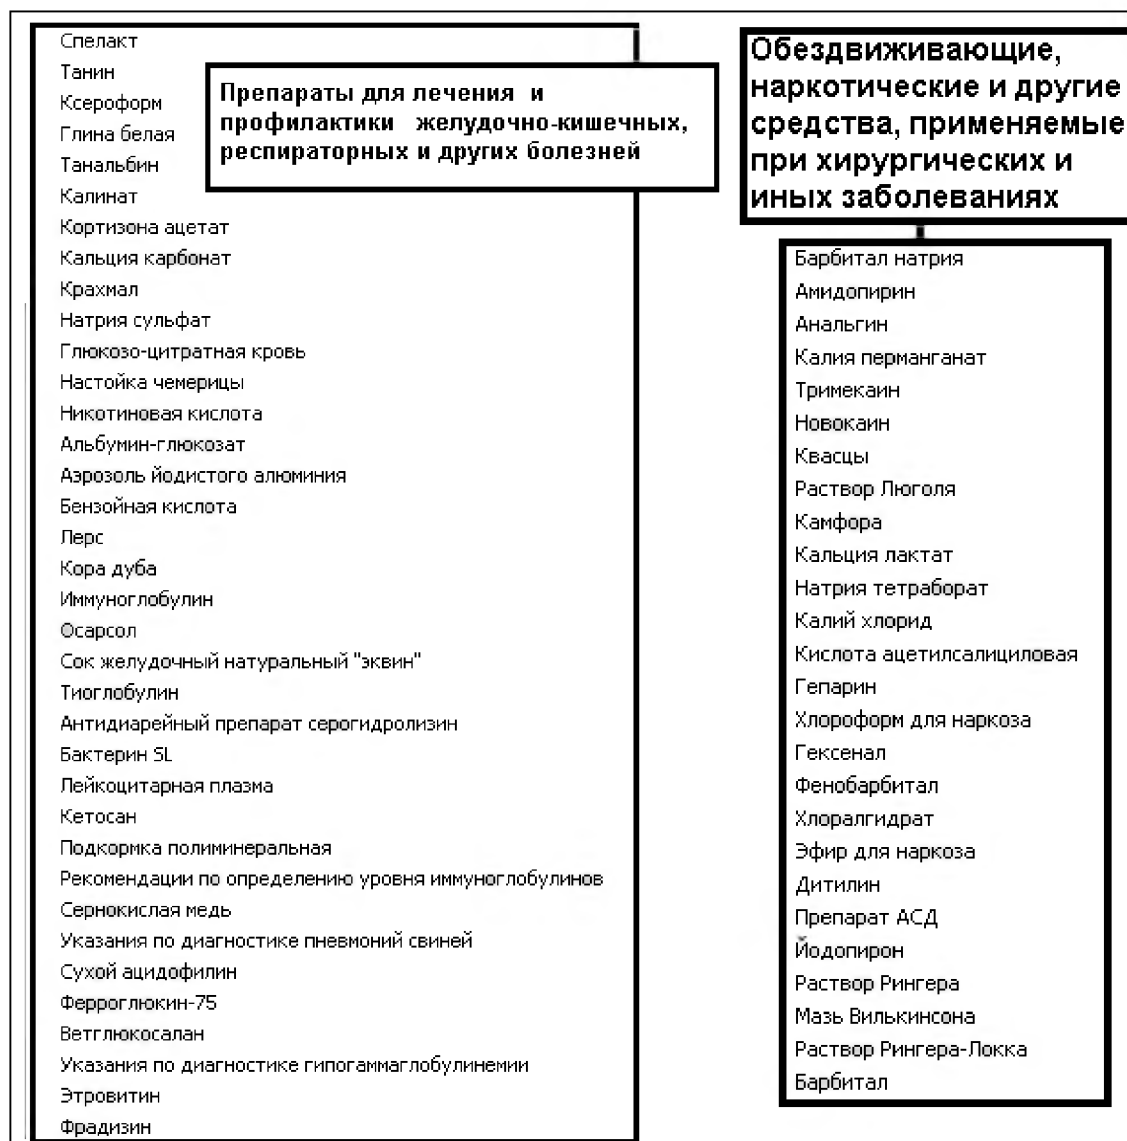 Спелакт
Танин
Ксероформ
Глина белая
Танальбин
Калинат
Кортизона ацетат
Кальция карбонат
Крахмал
Натрия сульфат
Глюкозо-цитратная кровь
Настойка чемерицы
Никотиновая кислота
Альбумин-глюкозат
Аэрозоль йодистого алюминия
Бензойная кислота
Лерс
Кора дуба
Иммуноглобулин
Осарсол
Сок желудочный натуральный "эквин"
Тиоглобулин
Антидиарейный препарат серогидролизин
Бактерин SL
Лейкоцитарная плазма
Кетосан
Подкормка полиминеральная
Рекомендации по определению уровня иммуноглобулинов
Сернокислая медь
Указания по диагностике пневмоний свиней
Сухой ацидофилин
Ферроглюкин-75
Ветглюкосалан
Указания по диагностике гипогаммаглобулинемии
Этровитин
Фрадизин
Препараты для лечения и
профилактики желудочно-кишечных,
респираторных и других болезней
Обездвиживающие,
наркотические и другие
средства, применяемые
при хирургических и
иных заболеваниях
Барбитал натрия
Амидопирин
Анальгин
Калия перманганат
Тримекаин
Новокаин
Квасцы
Раствор Люголя
Камфора
Кальция лактат
Натрия тетраборат
Калий хлорид
Кислота ацетилсалициловая
Гепарин
Хлороформ для наркоза
Гексенал
Фенобарбитал
Хлоралгидрат
Эфир для наркоза
Дитилин
Препарат АСД
Йодопирон
Раствор Рингера
Мазь Вилькинсона
Раствор Рингера-Локка
Барбитал